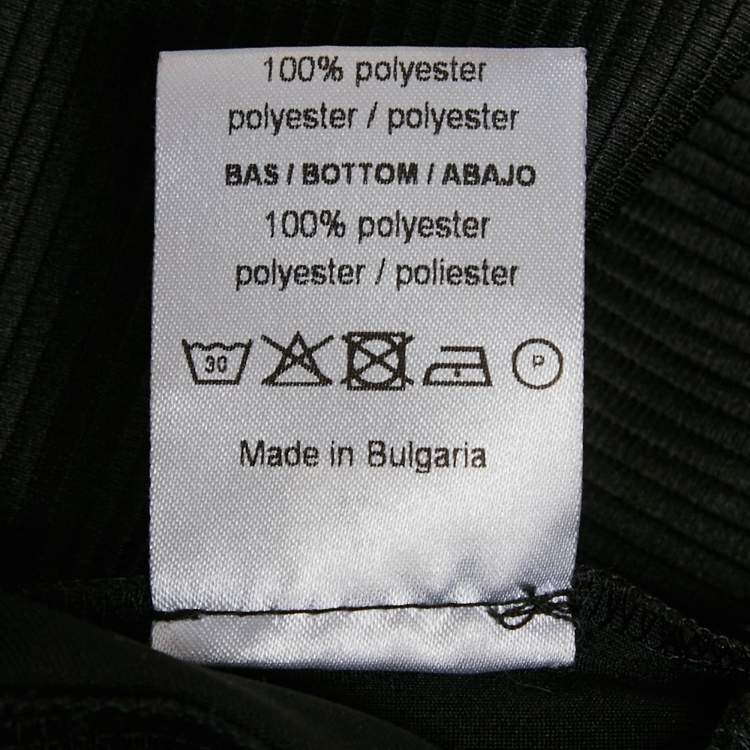 100% polyester
polyester / polyester
BAS / BOTTOM / ABAJO
100% polyester
polyester / poliester
30 P
Made in Bulgaria